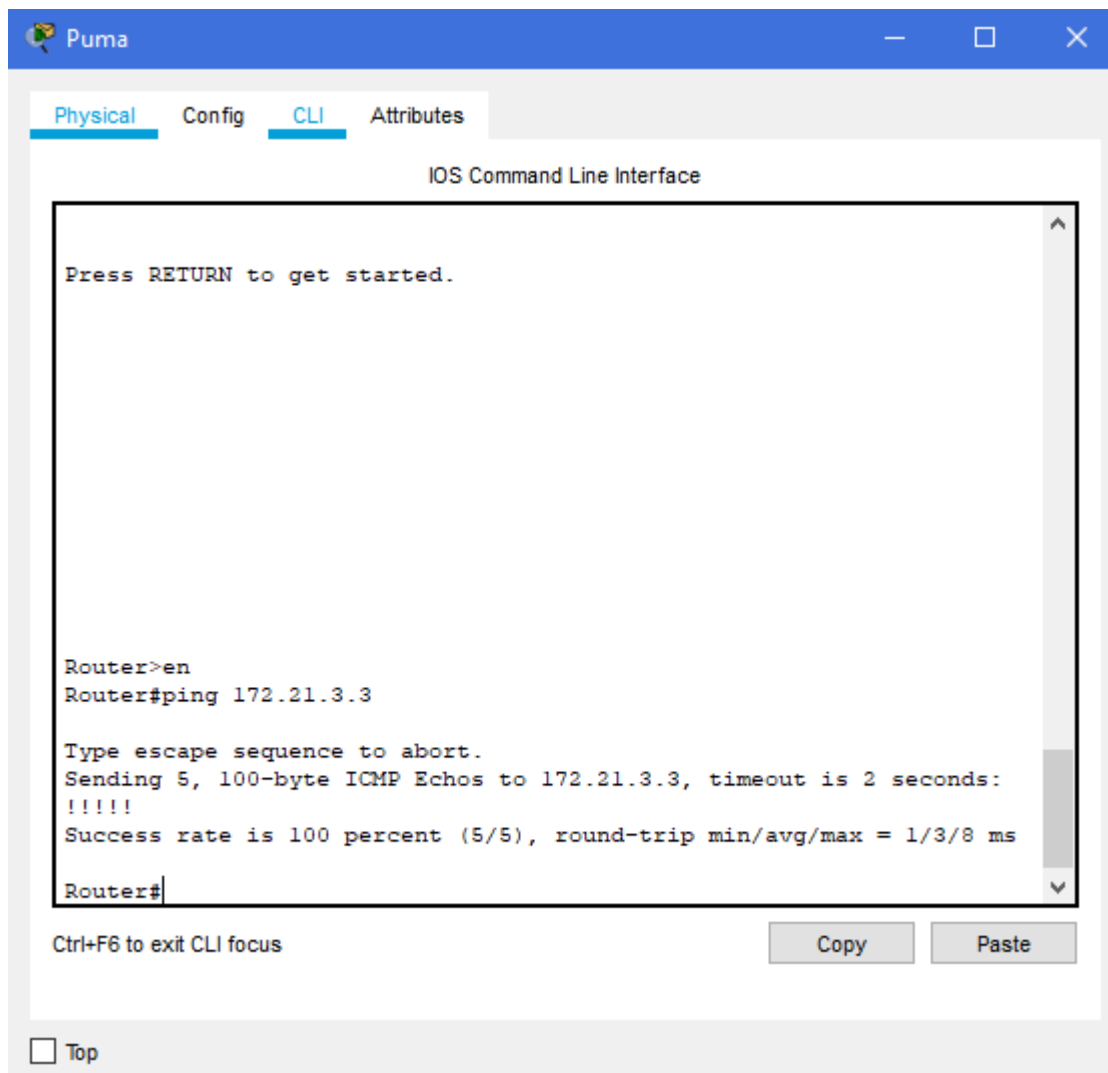 Puma
Physical Config CLI Attributes
IOS Command Line Interface
Press RETURN to get started.
Router>en
Router#ping 172.21.3.3
Type escape sequence to abort.
Sending 5, 100-byte ICMP Echos to 172.21.3.3, timeout is 2 seconds:
!!!!!
Success rate is 100 percent (5/5), round-trip min/avg/max = 1/3/8 ms
Router#
Ctrl+F6 to exit CLI focus
Copy Paste
Top